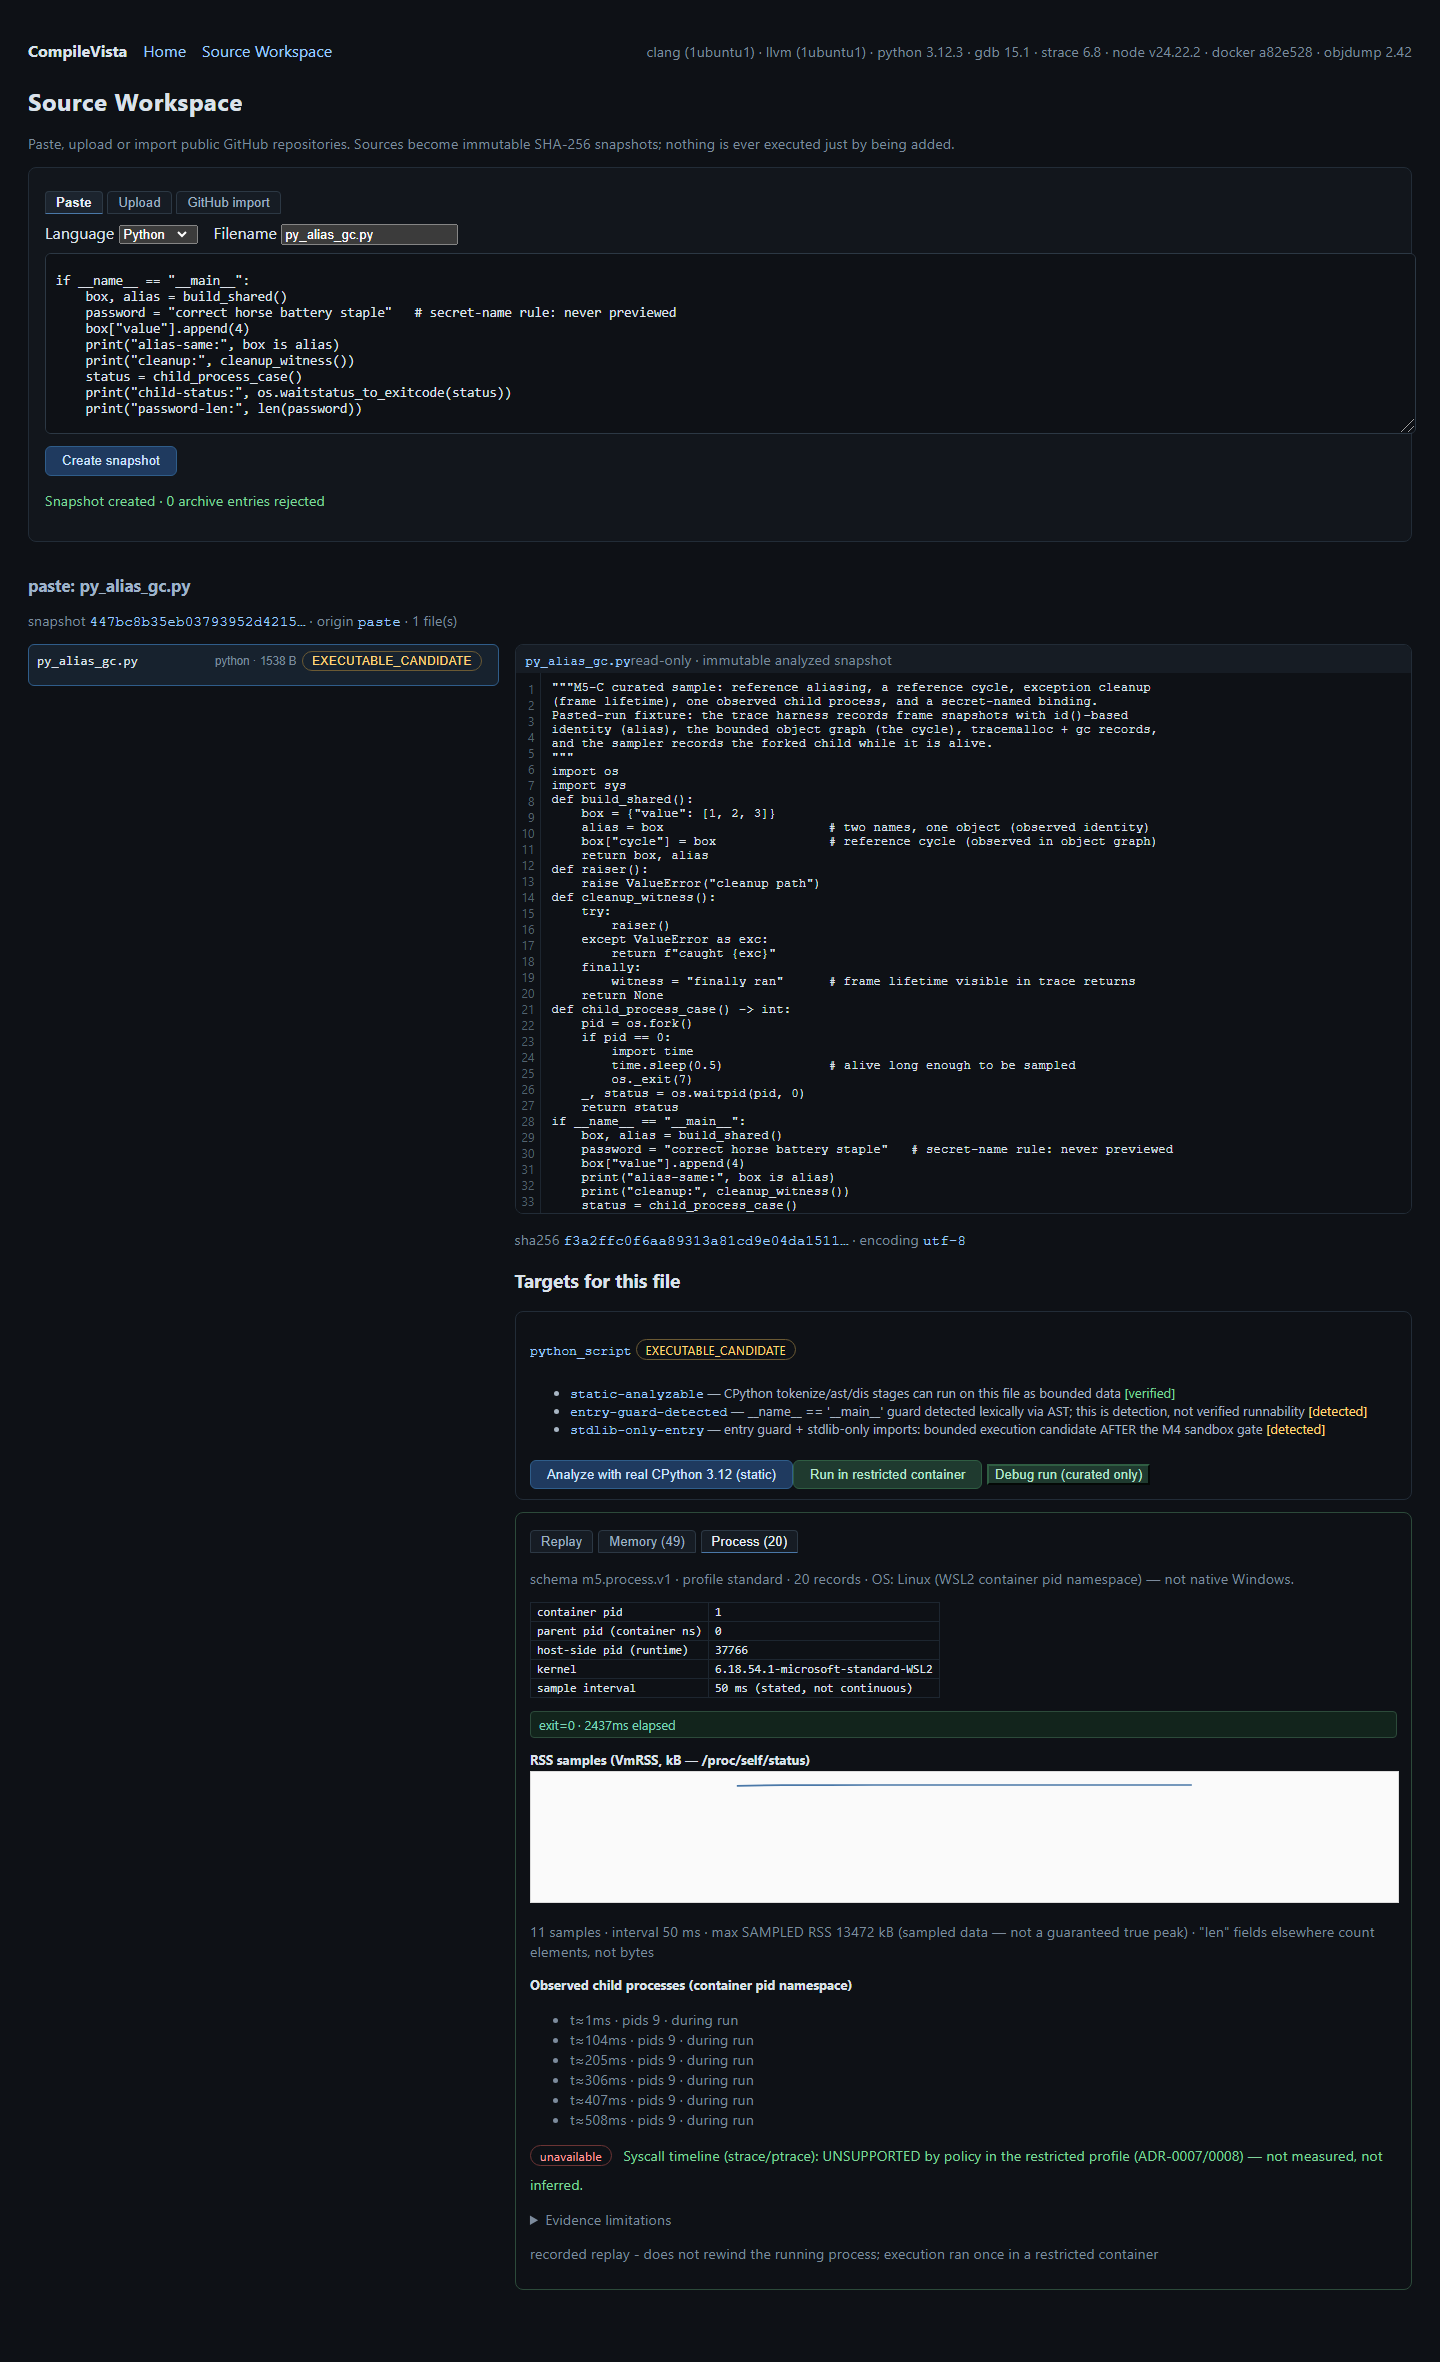 CompileVista Home Source Workspace clang (1ubuntu1) · llvm (1ubuntu1) · python 3.12.3 · gdb 15.1 · strace 6.8 · node v24.22.2 · docker a82e528 · objdump 2.42
Source Workspace
Paste, upload or import public GitHub repositories. Sources become immutable SHA-256 snapshots; nothing is ever executed just by being added.
Paste Upload GitHub import
Language Python Filename py_alias_gc.py
if __name__ == "__main__":
    box, alias = build_shared()
    password = "correct horse battery staple"   # secret-name rule: never previewed
    box["value"].append(4)
    print("alias-same:", box is alias)
    print("cleanup:", cleanup_witness())
    status = child_process_case()
    print("child-status:", os.waitstatus_to_exitcode(status))
    print("password-len:", len(password))
Create snapshot
Snapshot created · 0 archive entries rejected
paste: py_alias_gc.py
snapshot 447bc8b35eb03793952d4215… · origin paste · 1 file(s)
py_alias_gc.py python · 1538 B EXECUTABLE_CANDIDATE
py_alias_gc.pyread-only · immutable analyzed snapshot
1 """M5-C curated sample: reference aliasing, a reference cycle, exception cleanup
2 (frame lifetime), one observed child process, and a secret-named binding.
3 Pasted-run fixture: the trace harness records frame snapshots with id()-based
4 identity (alias), the bounded object graph (the cycle), tracemalloc + gc records,
5 and the sampler records the forked child while it is alive.
6 """
7 import os
8 import sys
9 def build_shared():
10     box = {"value": [1, 2, 3]}
11     alias = box                      # two names, one object (observed identity)
12     box["cycle"] = box               # reference cycle (observed in object graph)
13     return box, alias
14 def raiser():
15     raise ValueError("cleanup path")
16 def cleanup_witness():
17     try:
18         raiser()
19     except ValueError as exc:
20         return f"caught {exc}"
21     finally:
22         witness = "finally ran"      # frame lifetime visible in trace returns
23     return None
24 def child_process_case() -> int:
25     pid = os.fork()
26     if pid == 0:
27         import time
28         time.sleep(0.5)              # alive long enough to be sampled
29         os._exit(7)
30     _, status = os.waitpid(pid, 0)
31     return status
32 if __name__ == "__main__":
33     box, alias = build_shared()
    password = "correct horse battery staple"   # secret-name rule: never previewed
    box["value"].append(4)
    print("alias-same:", box is alias)
    print("cleanup:", cleanup_witness())
    status = child_process_case()
sha256 f3a2ffc0f6aa89313a81cd9e04da1511… · encoding utf-8
Targets for this file
python_script EXECUTABLE_CANDIDATE
• static-analyzable — CPython tokenize/ast/dis stages can run on this file as bounded data [verified]
• entry-guard-detected — __name__ == '__main__' guard detected lexically via AST; this is detection, not verified runnability [detected]
• stdlib-only-entry — entry guard + stdlib-only imports: bounded execution candidate AFTER the M4 sandbox gate [detected]
Analyze with real CPython 3.12 (static) Run in restricted container Debug run (curated only)
Replay Memory (49) Process (20)
schema m5.process.v1 · profile standard · 20 records · OS: Linux (WSL2 container pid namespace) — not native Windows.
container pid 1
parent pid (container ns) 0
host-side pid (runtime) 37766
kernel 6.18.54.1-microsoft-standard-WSL2
sample interval 50 ms (stated, not continuous)
exit=0 · 2437ms elapsed
RSS samples (VmRSS, kB — /proc/self/status)
11 samples · interval 50 ms · max SAMPLED RSS 13472 kB (sampled data — not a guaranteed true peak) · "len" fields elsewhere count
elements, not bytes
Observed child processes (container pid namespace)
• t≈1ms · pids 9 · during run
• t≈104ms · pids 9 · during run
• t≈205ms · pids 9 · during run
• t≈306ms · pids 9 · during run
• t≈407ms · pids 9 · during run
• t≈508ms · pids 9 · during run
unavailable Syscall timeline (strace/ptrace): UNSUPPORTED by policy in the restricted profile (ADR-0007/0008) — not measured, not
inferred.
▶ Evidence limitations
recorded replay - does not rewind the running process; execution ran once in a restricted container